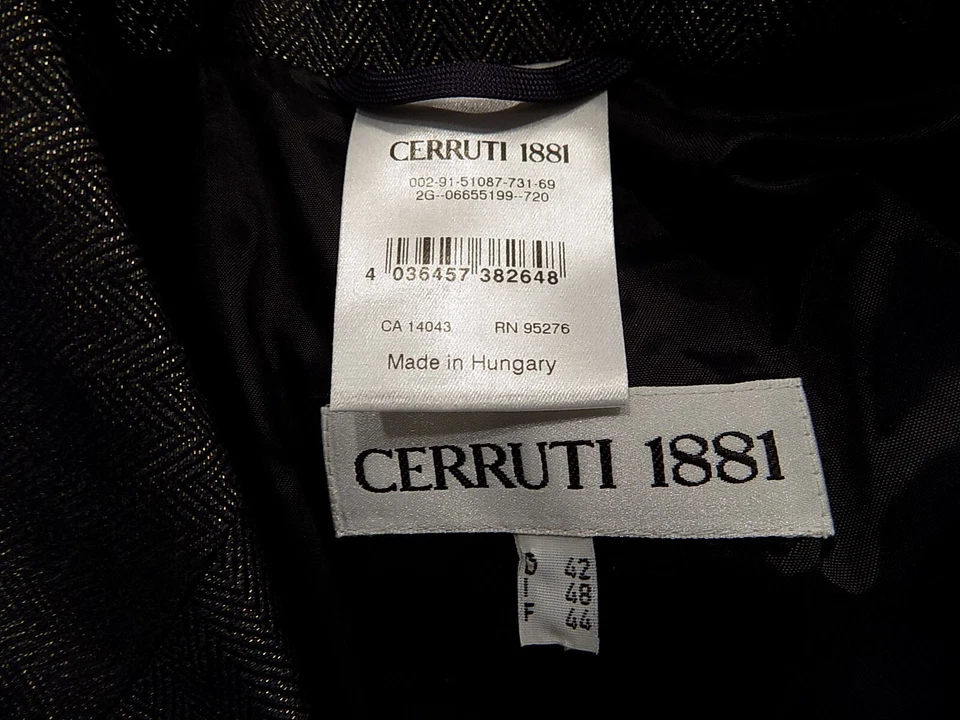 CERRUTI 1881
002-91-51087-731-69
2G--06655199--720
4 036457 382648
CA 14043 RN 95276
Made in Hungary
CERRUTI 1881
D 42
I 48
F 44